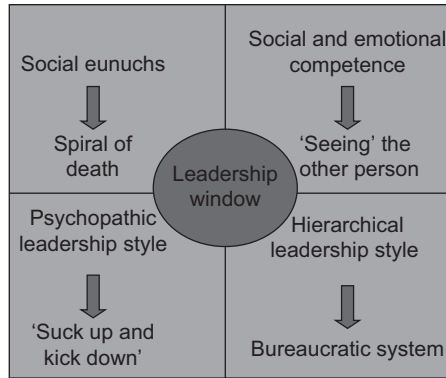 Social eunuchs
Spiral of
death
Social and emotional
competence
‘Seeing’ the
other person
Leadership
window
Psychopathic
leadership style
‘Suck up and
kick down’
Hierarchical
leadership style
Bureaucratic system